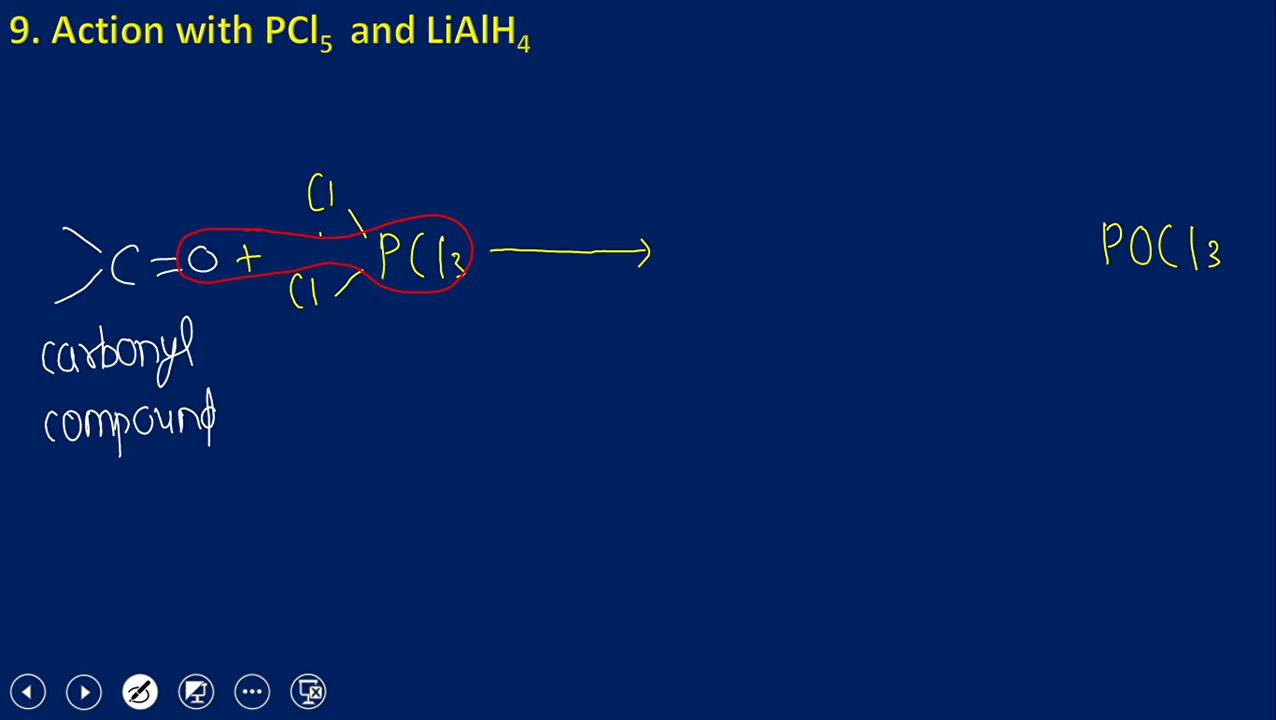 9. Action with PCl₅ and LiAlH₄
Cl
>C=O + PCl₃ ⟶ POCl₃
Cl
carbonyl
compound